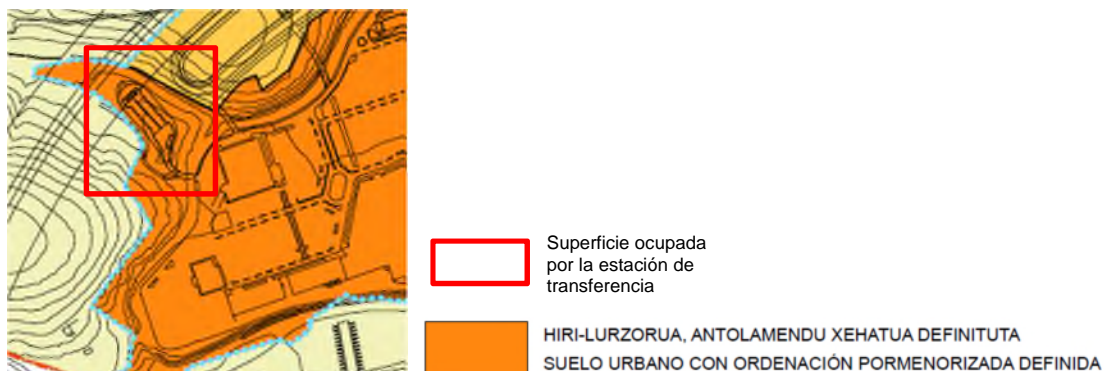 Superficie ocupada
por la estación de
transferencia
HIRI-LURZORUA, ANTOLAMENDU XEHATUA DEFINITUTA
SUELO URBANO CON ORDENACIÓN PORMENORIZADA DEFINIDA